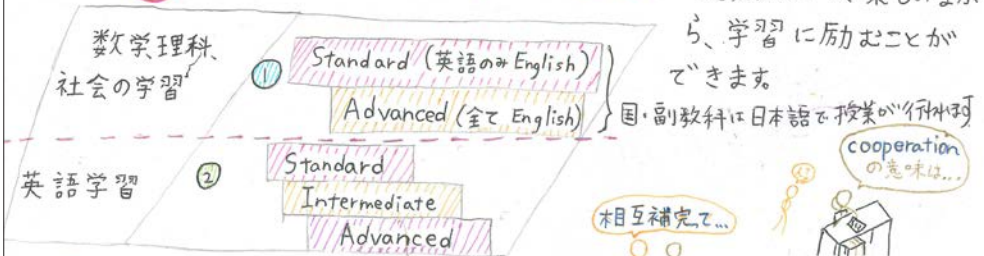 ら、学習に励むことが
できます。
国・副教科は日本語で授業が行われます
数学理科、
社会の学習
①
Standard (英語のみ English)
Advanced (全て English)
英語学習
②
Standard
Intermediate
Advanced
相互補完て...
cooperation
の意味は...